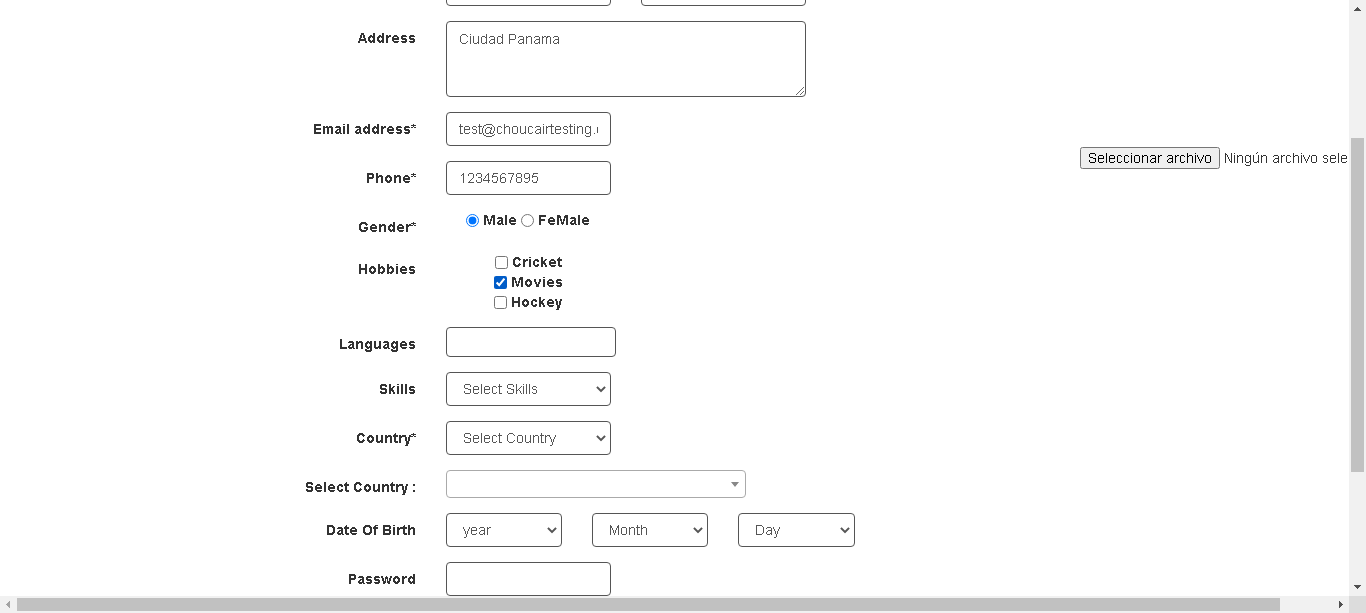 Address
Ciudad Panama
Email address*
test@choucairtesting.
Seleccionar archivo Ningún archivo sele
Phone*
1234567895
Gender*
Male FeMale
Hobbies
Cricket
Movies
Hockey
Languages
Skills
Select Skills
Country*
Select Country
Select Country :
Date Of Birth
year Month Day
Password